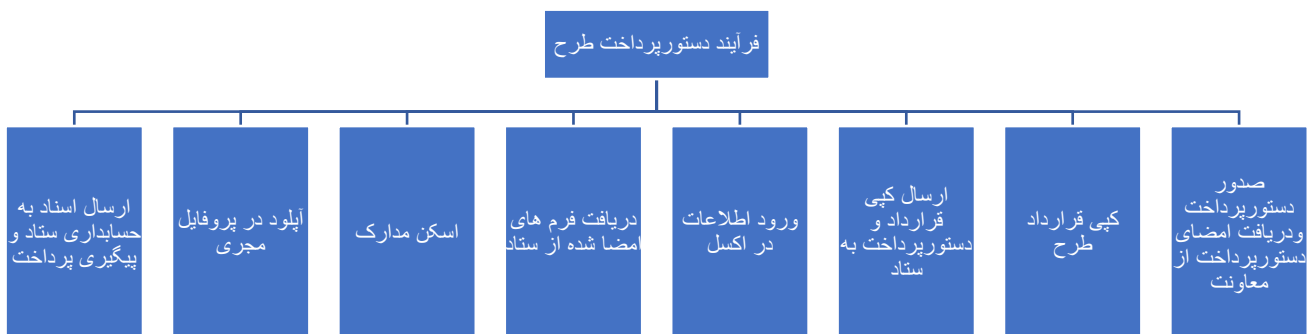 فرآیند دستورپرداخت طرح
صدور
دستورپرداخت
ودریافت امضای
دستورپرداخت از
معاونت
کپی قرارداد
طرح
ارسال کپی
قرارداد و
دستورپرداخت به
ستاد
ورود اطلاعات
در اکسل
دریافت فرم های
امضا شده از ستاد
اسکن مدارک
آپلود در پروفایل
مجری
ارسال اسناد به
حسابداری ستاد و
پیگیری پرداخت